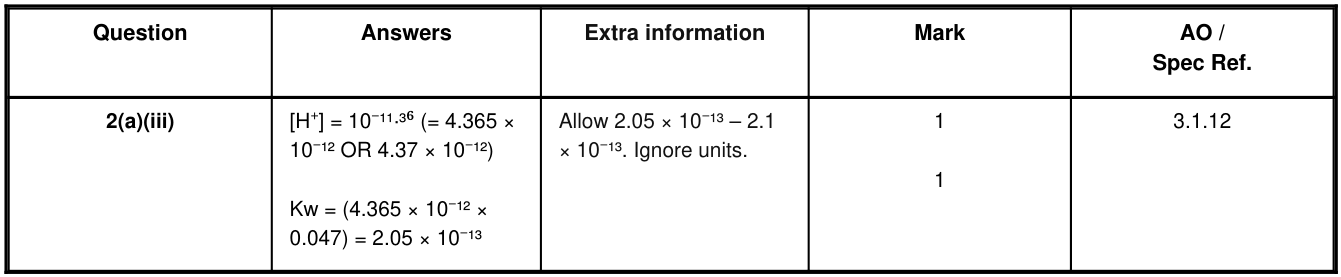 Question Answers Extra information Mark AO /
Spec Ref.
2(a)(iii) [H⁺] = 10⁻¹¹·³⁶ (= 4.365 × Allow 2.05 × 10⁻¹³ – 2.1 1 3.1.12
10⁻¹² OR 4.37 × 10⁻¹²) × 10⁻¹³. Ignore units.
1
Kw = (4.365 × 10⁻¹² ×
0.047) = 2.05 × 10⁻¹³